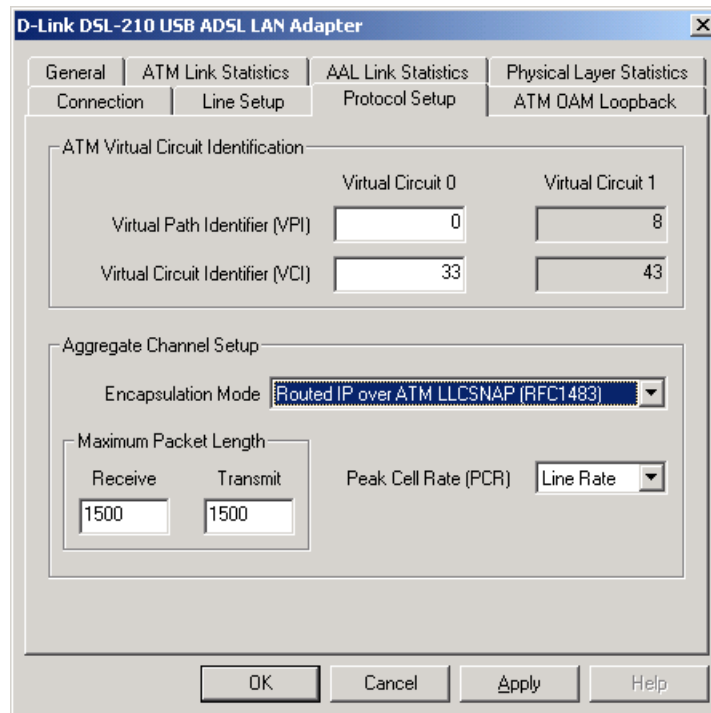 D-Link DSL-210 USB ADSL LAN Adapter
General ATM Link Statistics AAL Link Statistics Physical Layer Statistics
Connection Line Setup Protocol Setup ATM OAM Loopback
ATM Virtual Circuit Identification
Virtual Circuit 0 Virtual Circuit 1
Virtual Path Identifier (VPI) 0 8
Virtual Circuit Identifier (VCI) 33 43
Aggregate Channel Setup
Encapsulation Mode Routed IP over ATM LLCSNAP (RFC1483)
Maximum Packet Length
Receive Transmit Peak Cell Rate (PCR) Line Rate
1500 1500
OK Cancel Apply Help